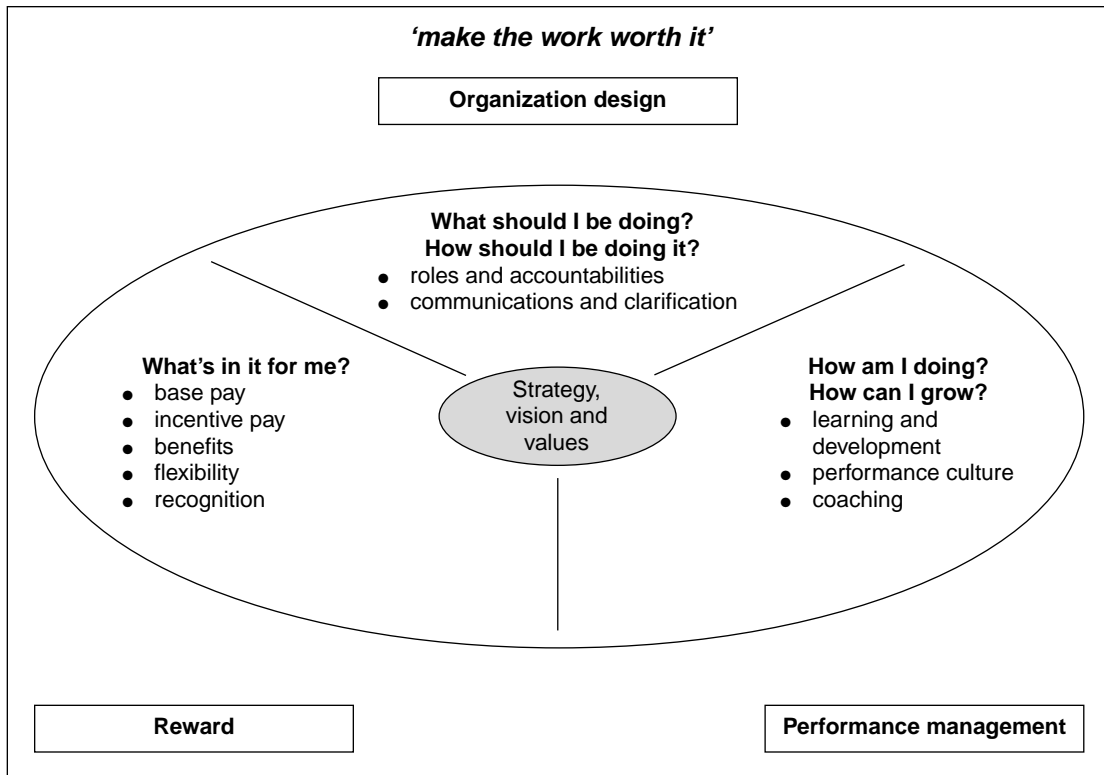 ‘make the work worth it’
Organization design
What should I be doing?
How should I be doing it?
● roles and accountabilities
● communications and clarification
What’s in it for me?
● base pay
● incentive pay
● benefits
● flexibility
● recognition
Strategy,
vision and
values
How am I doing?
How can I grow?
● learning and
development
● performance culture
● coaching
Reward
Performance management